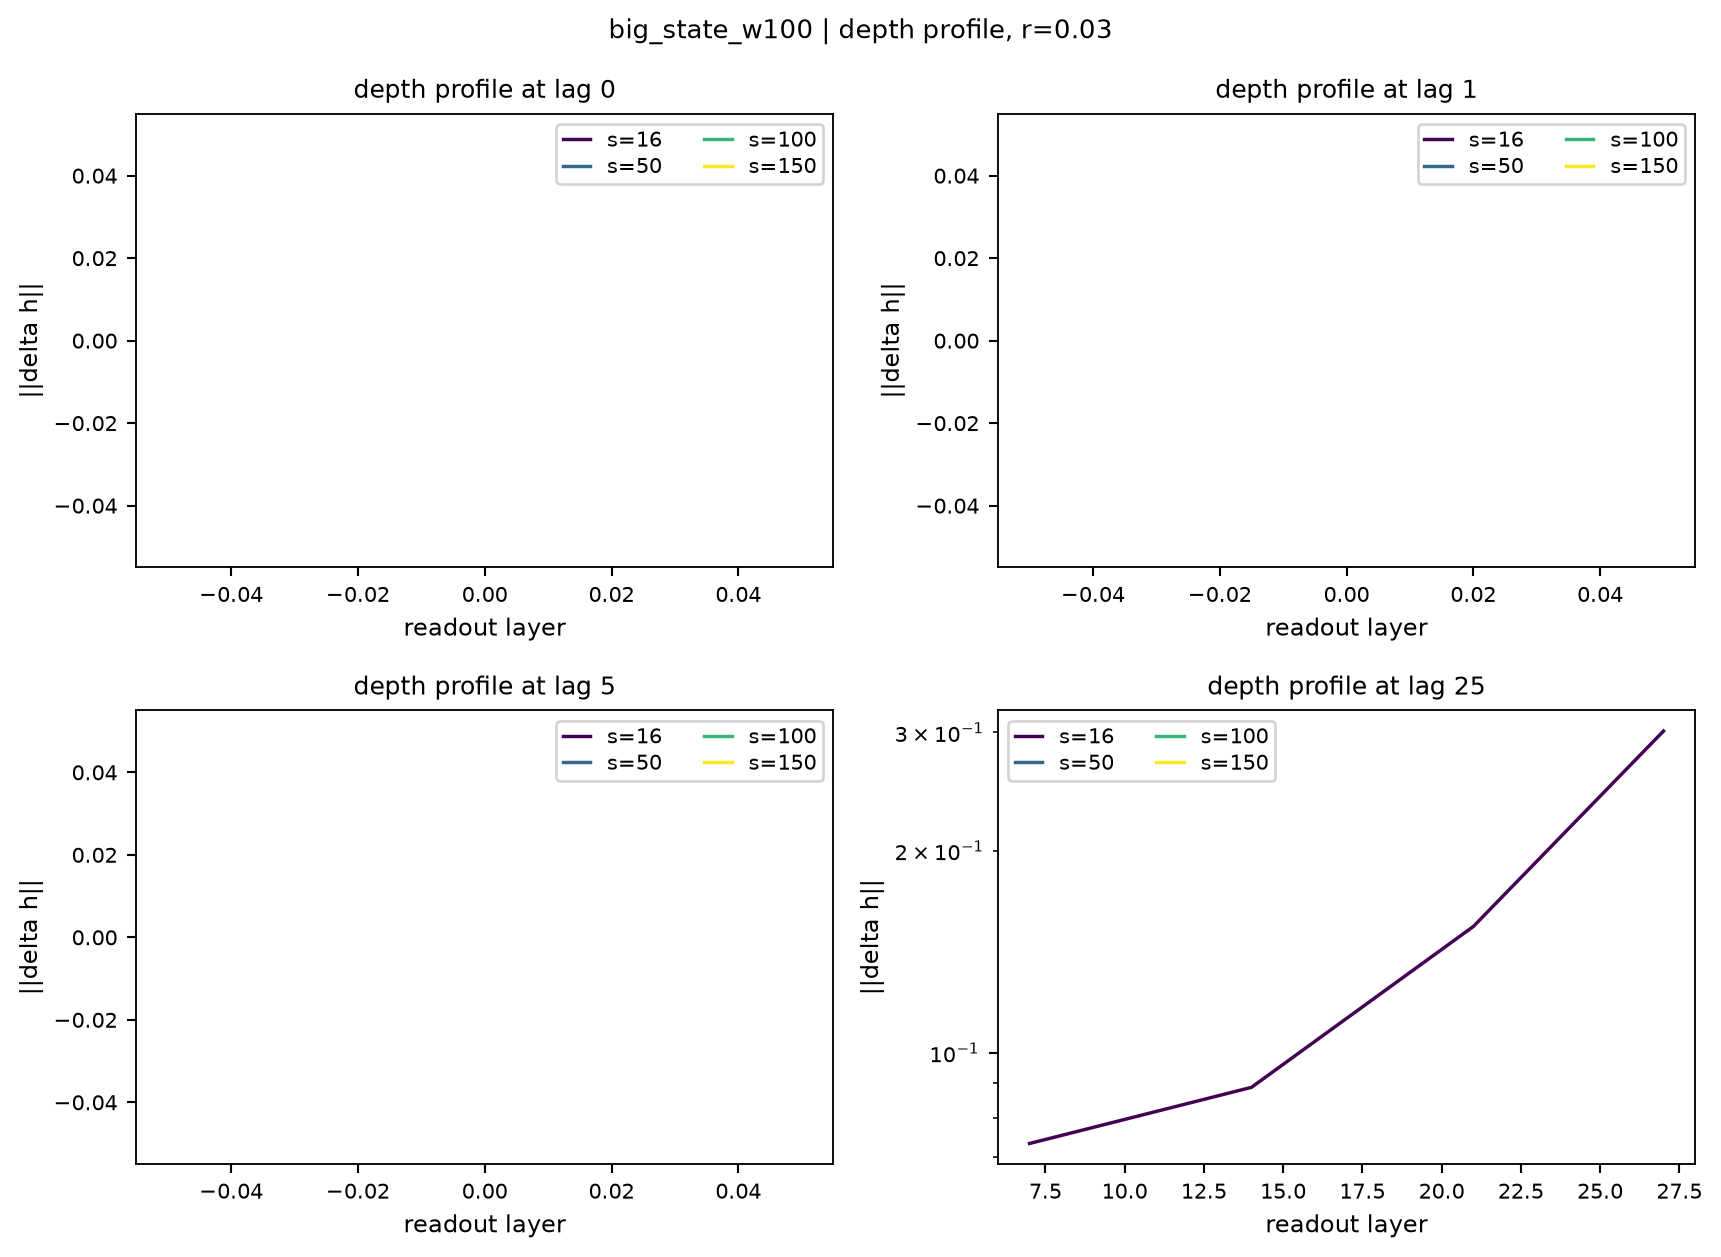 big_state_w100 | depth profile, r=0.03
depth profile at lag 0
s=16 s=100
s=50 s=150
0.04
0.02
0.00
−0.02
−0.04
||delta h||
−0.04 −0.02 0.00 0.02 0.04
readout layer
depth profile at lag 1
s=16 s=100
s=50 s=150
0.04
0.02
0.00
−0.02
−0.04
||delta h||
−0.04 −0.02 0.00 0.02 0.04
readout layer
depth profile at lag 5
s=16 s=100
s=50 s=150
0.04
0.02
0.00
−0.02
−0.04
||delta h||
−0.04 −0.02 0.00 0.02 0.04
readout layer
depth profile at lag 25
s=16 s=100
s=50 s=150
3 × 10⁻¹
2 × 10⁻¹
10⁻¹
||delta h||
7.5 10.0 12.5 15.0 17.5 20.0 22.5 25.0 27.5
readout layer